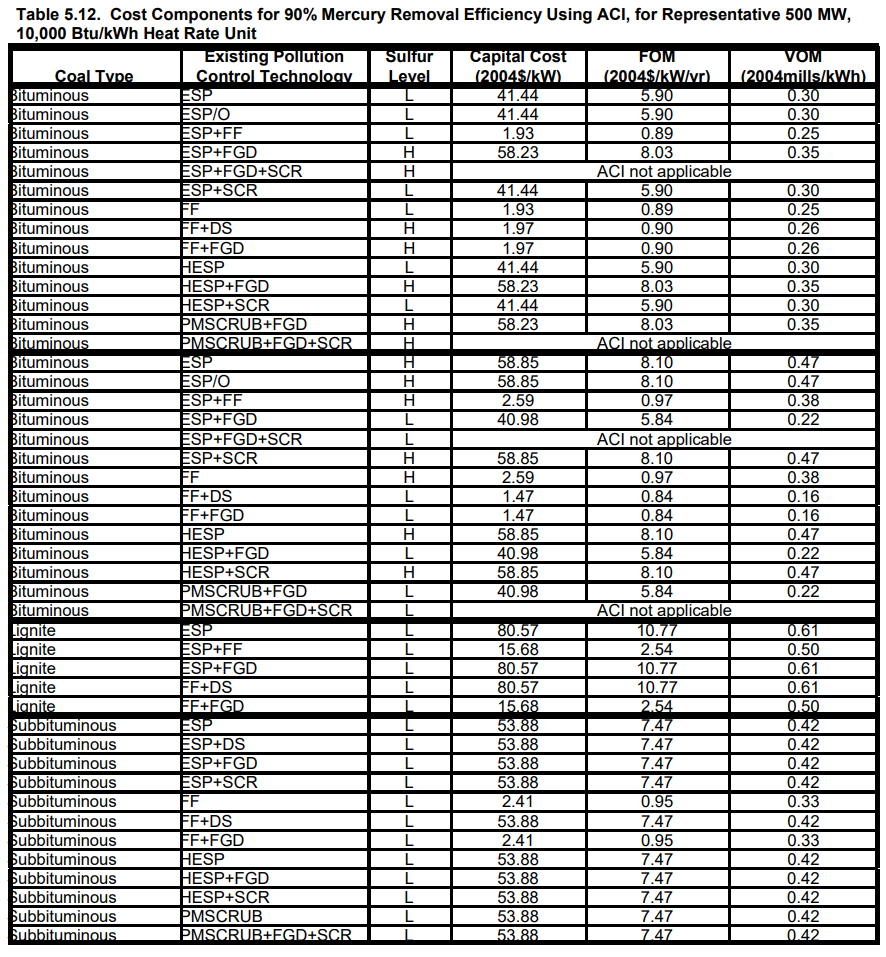 Table 5.12. Cost Components for 90% Mercury Removal Efficiency Using ACI, for Representative 500 MW,
10,000 Btu/kWh Heat Rate Unit
Coal Type Existing Pollution Control Technology Sulfur Level Capital Cost (2004$/kW) FOM (2004$/kW/yr) VOM (2004mills/kWh)
Bituminous ESP L 41.44 5.90 0.30
Bituminous ESP/O L 41.44 5.90 0.30
Bituminous ESP+FF L 1.93 0.89 0.25
Bituminous ESP+FGD H 58.23 8.03 0.35
Bituminous ESP+FGD+SCR H ACI not applicable
Bituminous ESP+SCR L 41.44 5.90 0.30
Bituminous FF L 1.93 0.89 0.25
Bituminous FF+DS H 1.97 0.90 0.26
Bituminous FF+FGD H 1.97 0.90 0.26
Bituminous HESP L 41.44 5.90 0.30
Bituminous HESP+FGD H 58.23 8.03 0.35
Bituminous HESP+SCR L 41.44 5.90 0.30
Bituminous PMSCRUB+FGD H 58.23 8.03 0.35
Bituminous PMSCRUB+FGD+SCR H ACI not applicable
Bituminous ESP H 58.85 8.10 0.47
Bituminous ESP/O H 58.85 8.10 0.47
Bituminous ESP+FF H 2.59 0.97 0.38
Bituminous ESP+FGD L 40.98 5.84 0.22
Bituminous ESP+FGD+SCR L ACI not applicable
Bituminous ESP+SCR H 58.85 8.10 0.47
Bituminous FF H 2.59 0.97 0.38
Bituminous FF+DS L 1.47 0.84 0.16
Bituminous FF+FGD L 1.47 0.84 0.16
Bituminous HESP H 58.85 8.10 0.47
Bituminous HESP+FGD L 40.98 5.84 0.22
Bituminous HESP+SCR H 58.85 8.10 0.47
Bituminous PMSCRUB+FGD L 40.98 5.84 0.22
Bituminous PMSCRUB+FGD+SCR L ACI not applicable
Lignite ESP L 80.57 10.77 0.61
Lignite ESP+FF L 15.68 2.54 0.50
Lignite ESP+FGD L 80.57 10.77 0.61
Lignite FF+DS L 80.57 10.77 0.61
Lignite FF+FGD L 15.68 2.54 0.50
Subbituminous ESP L 53.88 7.47 0.42
Subbituminous ESP+DS L 53.88 7.47 0.42
Subbituminous ESP+FGD L 53.88 7.47 0.42
Subbituminous ESP+SCR L 53.88 7.47 0.42
Subbituminous FF L 2.41 0.95 0.33
Subbituminous FF+DS L 53.88 7.47 0.42
Subbituminous FF+FGD L 2.41 0.95 0.33
Subbituminous HESP L 53.88 7.47 0.42
Subbituminous HESP+FGD L 53.88 7.47 0.42
Subbituminous HESP+SCR L 53.88 7.47 0.42
Subbituminous PMSCRUB L 53.88 7.47 0.42
Subbituminous PMSCRUB+FGD+SCR L 53.88 7.47 0.42